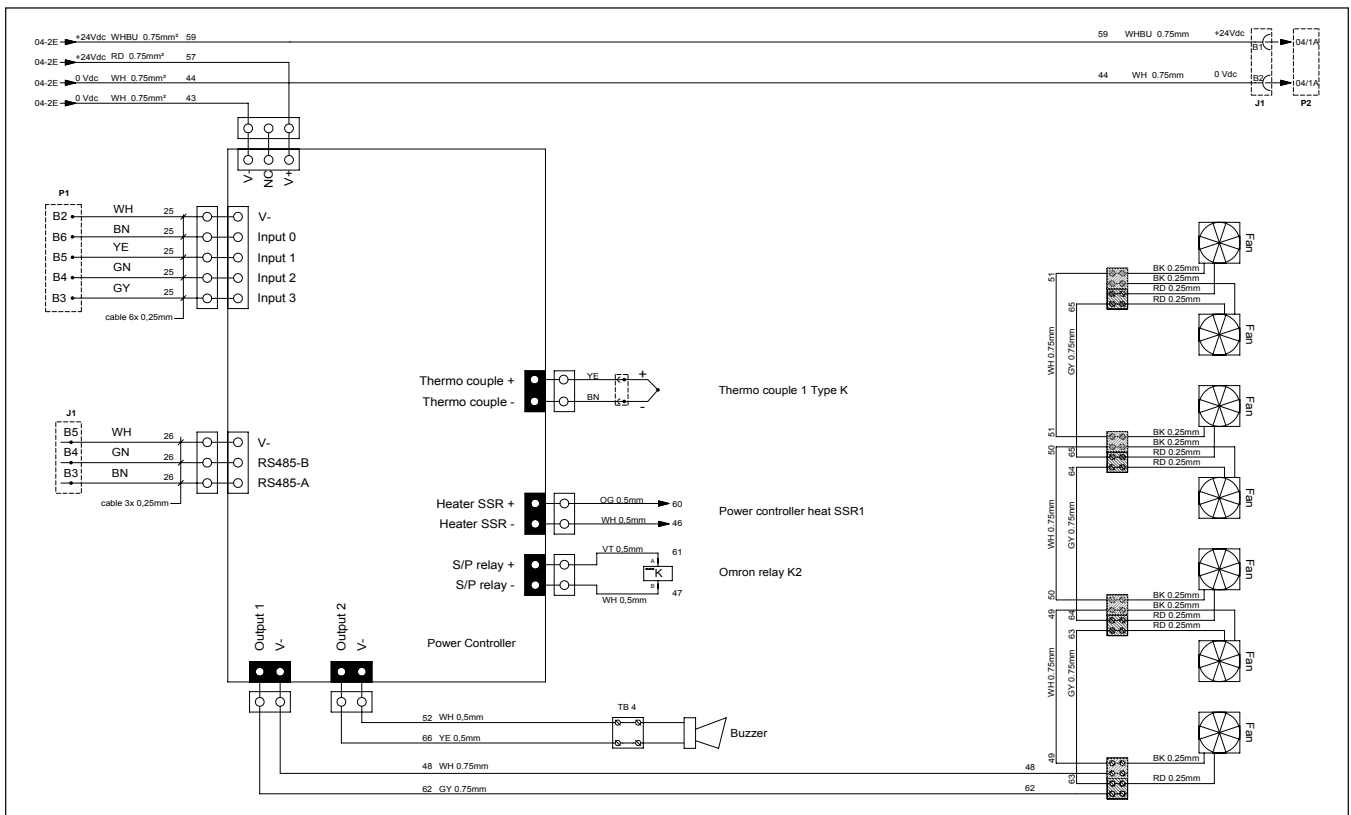 04-2E +24Vdc WHBU 0.75mm² 59 59 WHBU 0.75mm +24Vdc B1 04/1A
04-2E +24Vdc RD 0.75mm² 57
04-2E 0 Vdc WH 0.75mm² 44 44 WH 0.75mm 0 Vdc B2 04/1A
04-2E 0 Vdc WH 0.75mm² 43
J1 P2
V- NC V+
P1
B2 WH 25 V-
B6 BN 25 Input 0
B5 YE 25 Input 1
B4 GN 25 Input 2
B3 GY 25 Input 3
cable 6x 0,25mm
Thermo couple + YE +
Thermo couple - BN -
Thermo couple 1 Type K
J1
B5 WH 26 V-
B4 GN 26 RS485-B
B3 BN 26 RS485-A
cable 3x 0,25mm
Heater SSR + OG 0.5mm 60
Heater SSR - WH 0,5mm 46
Power controller heat SSR1
S/P relay + VT 0.5mm 61
A
K
B
S/P relay - WH 0,5mm 47
Omron relay K2
Power Controller
Output 1
V-
Output 2
V-
52 WH 0,5mm
66 YE 0,5mm
TB 4
Buzzer
48 WH 0.75mm 48
62 GY 0.75mm 62
Fan
BK 0.25mm
BK 0.25mm
RD 0.25mm
RD 0.25mm
51
65
Fan
WH 0.75mm
GY 0.75mm
Fan
51
50
65
64
BK 0.25mm
BK 0.25mm
RD 0.25mm
RD 0.25mm
Fan
WH 0.75mm
GY 0.75mm
Fan
50
49
64
63
BK 0.25mm
BK 0.25mm
RD 0.25mm
RD 0.25mm
Fan
WH 0.75mm
GY 0.75mm
Fan
49
63
BK 0.25mm
RD 0.25mm